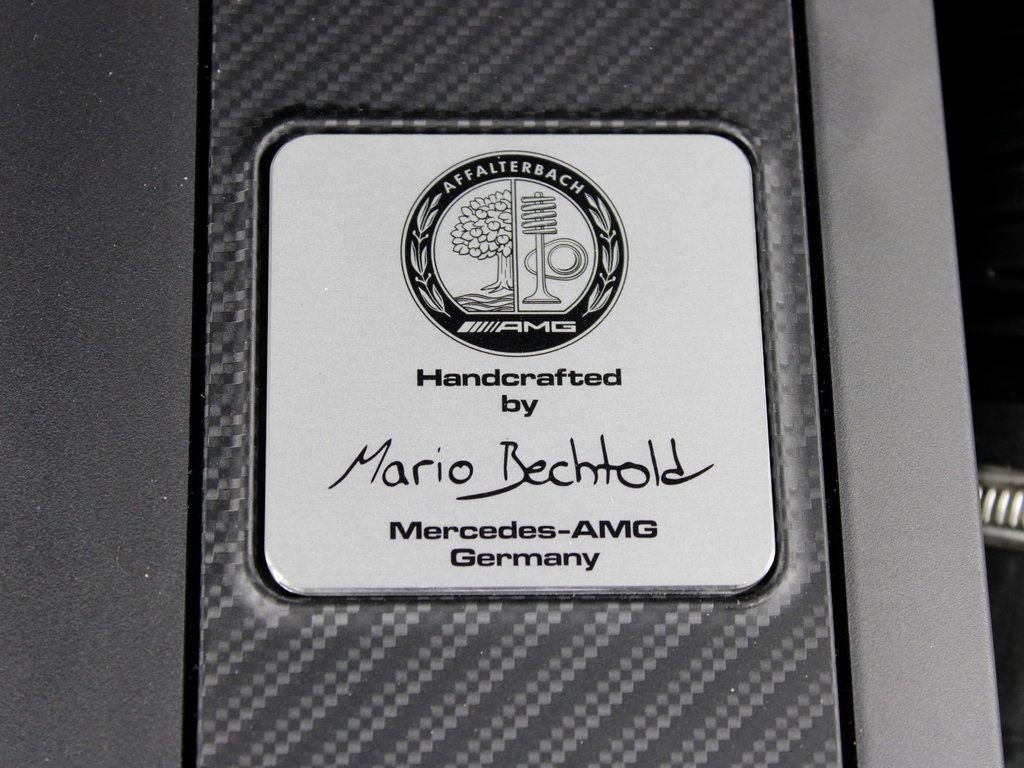 AFFALTERBACH
AMG
Handcrafted
by
Mario Bechtold
Mercedes-AMG
Germany